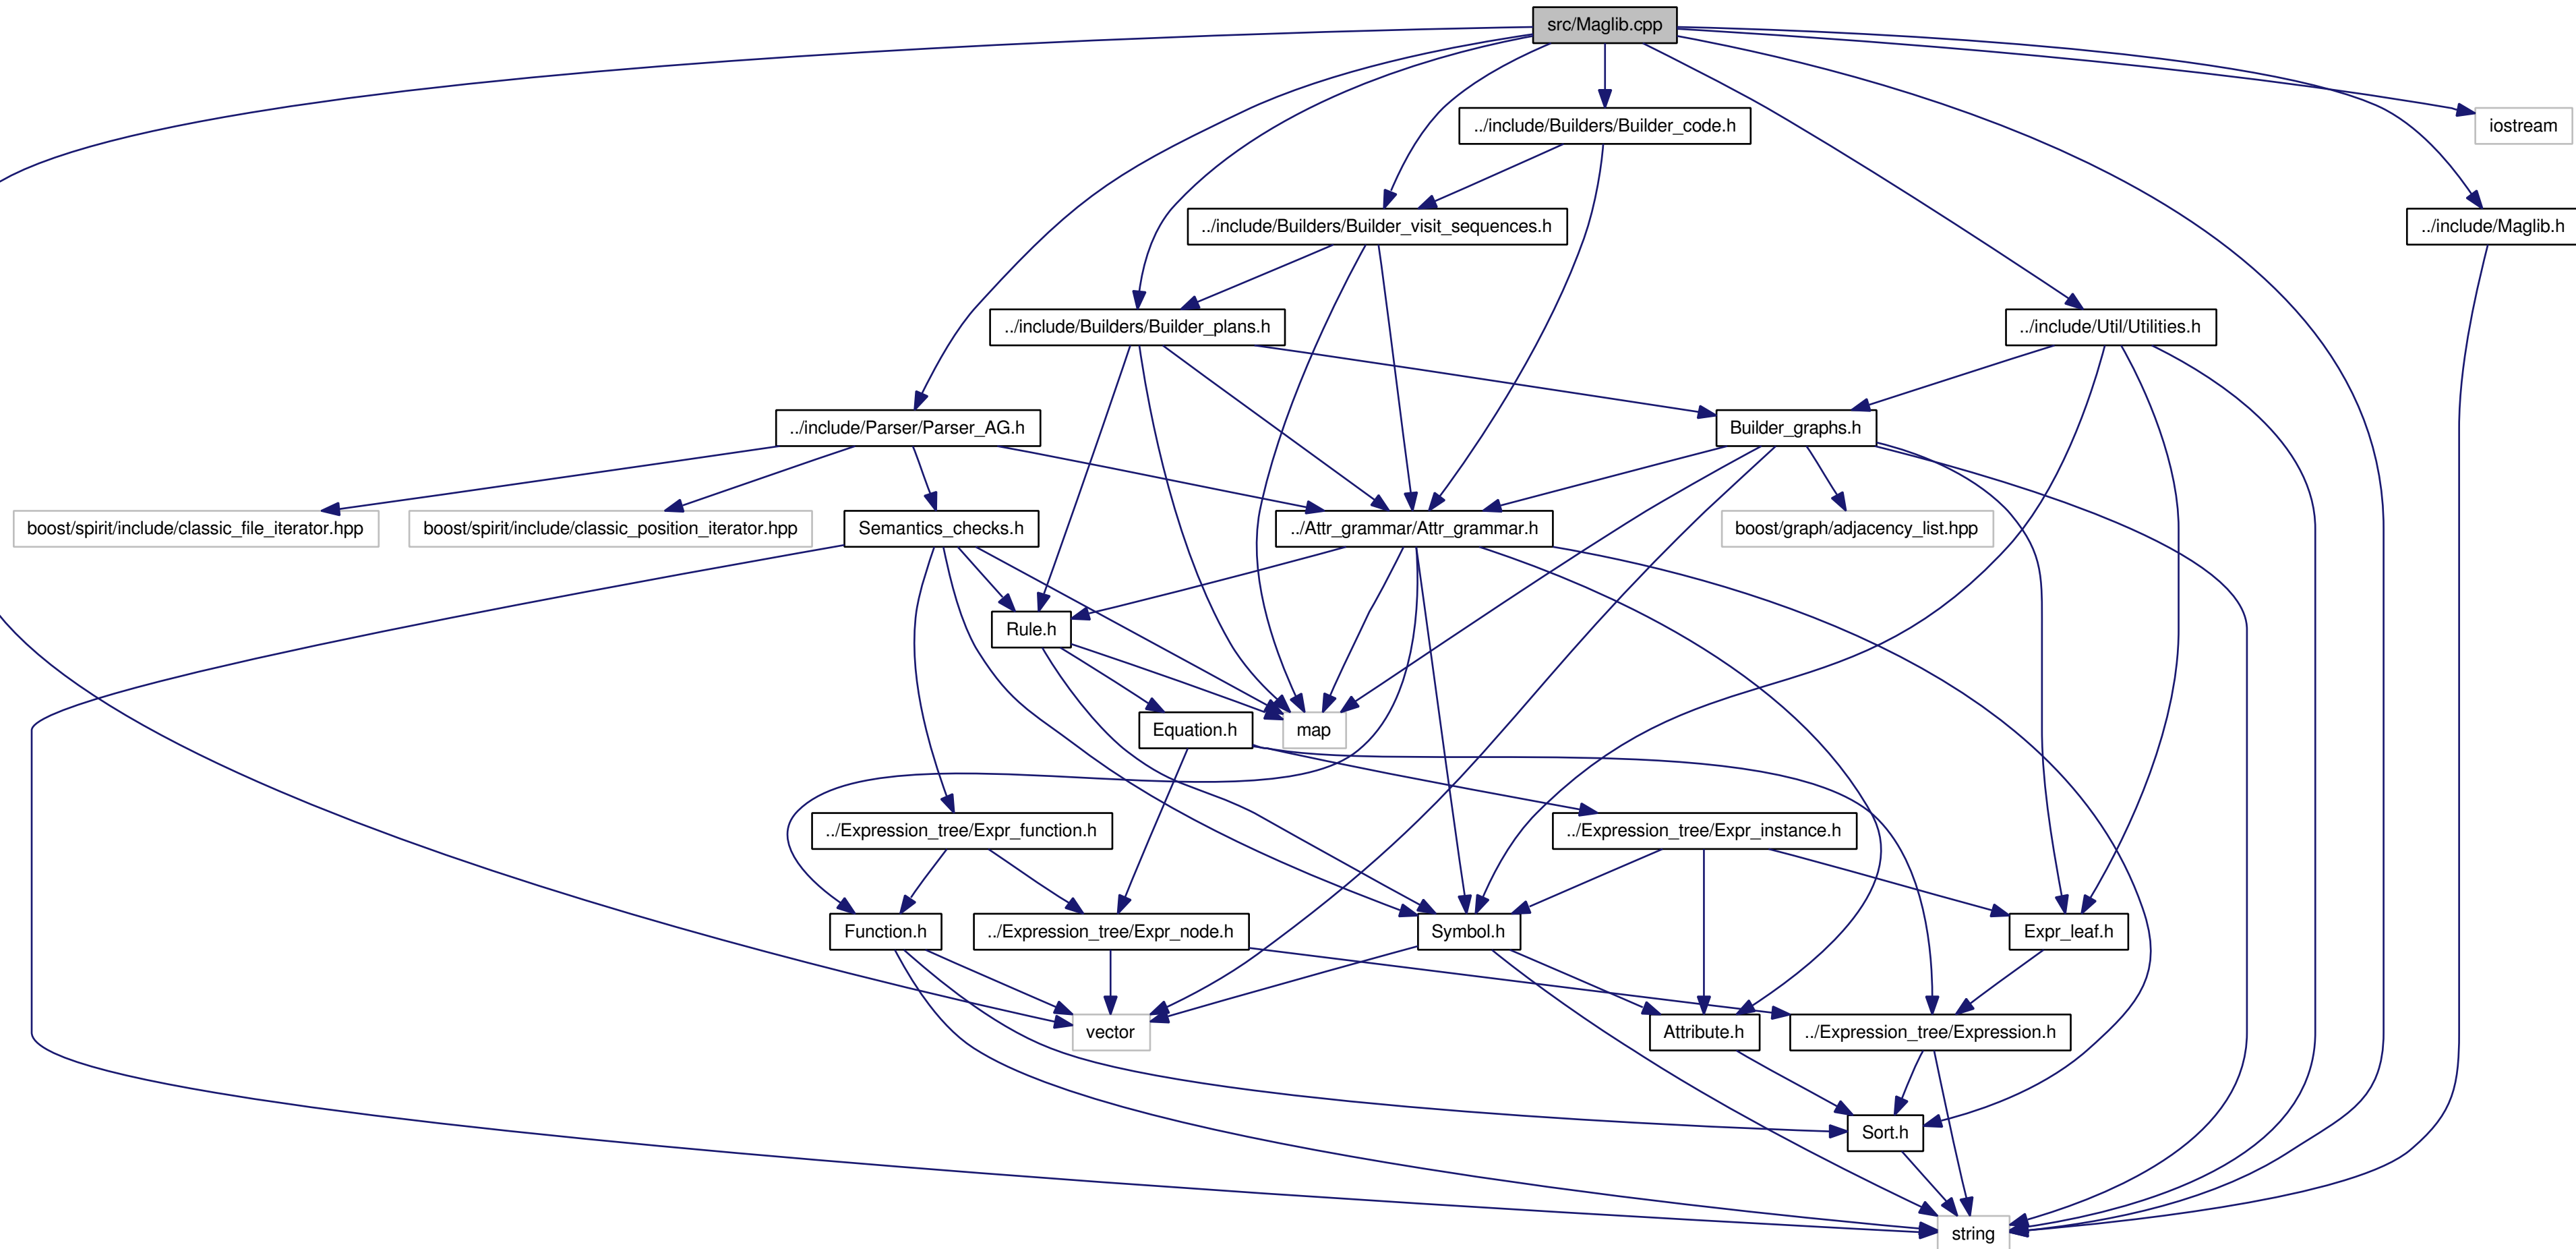 src/Maglib.cpp
../include/Builders/Builder_code.h
iostream
../include/Builders/Builder_visit_sequences.h
../include/Maglib.h
../include/Builders/Builder_plans.h
../include/Util/Utilities.h
../include/Parser/Parser_AG.h
Builder_graphs.h
boost/spirit/include/classic_file_iterator.hpp
boost/spirit/include/classic_position_iterator.hpp
Semantics_checks.h
../Attr_grammar/Attr_grammar.h
boost/graph/adjacency_list.hpp
Rule.h
Equation.h
map
../Expression_tree/Expr_function.h
../Expression_tree/Expr_instance.h
Function.h
../Expression_tree/Expr_node.h
Symbol.h
Expr_leaf.h
vector
Attribute.h
../Expression_tree/Expression.h
Sort.h
string